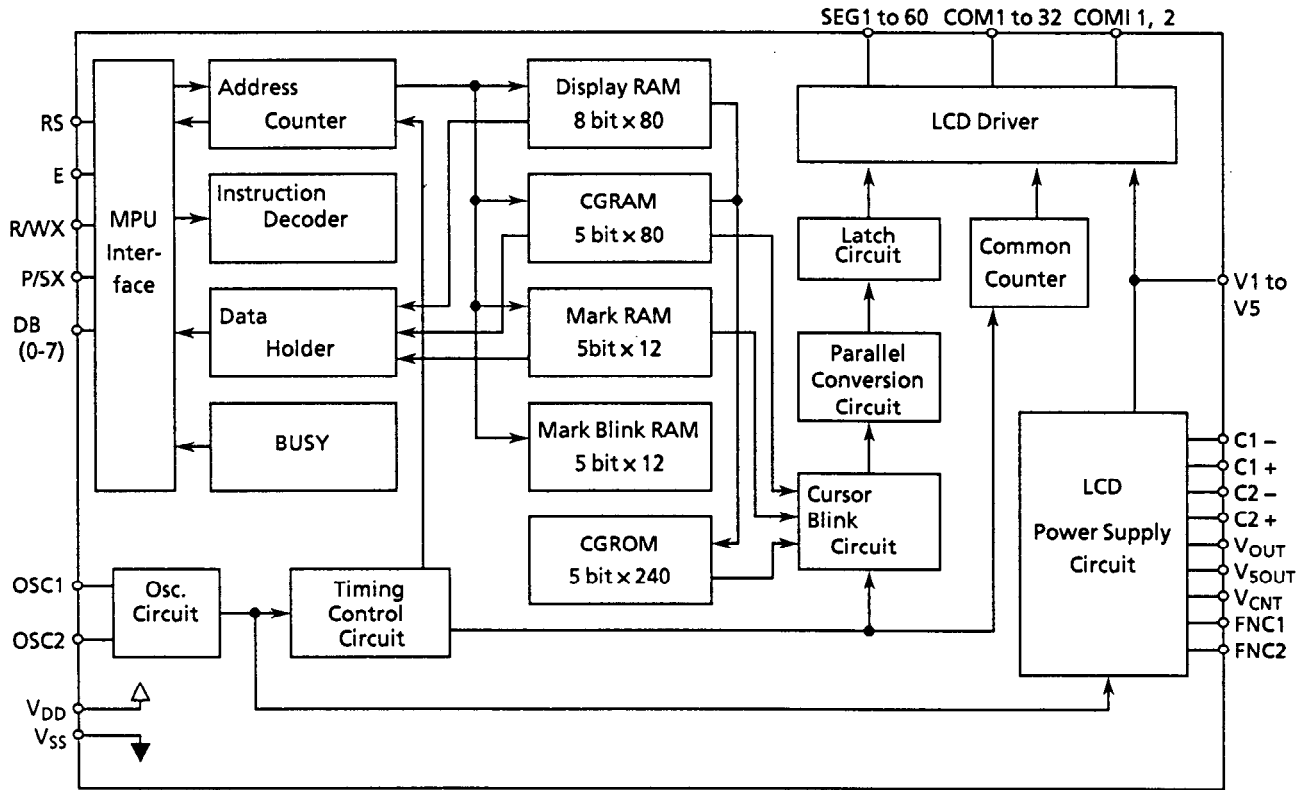 SEG1 to 60 COM1 to 32 COMI 1, 2
RS
E
R/WX
P/SX
DB
(0-7)
OSC1
OSC2
VDD
VSS
MPU
Inter-
face
Address
Counter
Instruction
Decoder
Data
Holder
BUSY
Osc.
Circuit
Timing
Control
Circuit
Display RAM
8 bit x 80
CGRAM
5 bit x 80
Mark RAM
5bit x 12
Mark Blink RAM
5 bit x 12
CGROM
5 bit x 240
LCD Driver
Latch
Circuit
Common
Counter
Parallel
Conversion
Circuit
Cursor
Blink
Circuit
LCD
Power Supply
Circuit
V1 to
V5
C1 –
C1 +
C2 –
C2 +
VOUT
V5OUT
VCNT
FNC1
FNC2